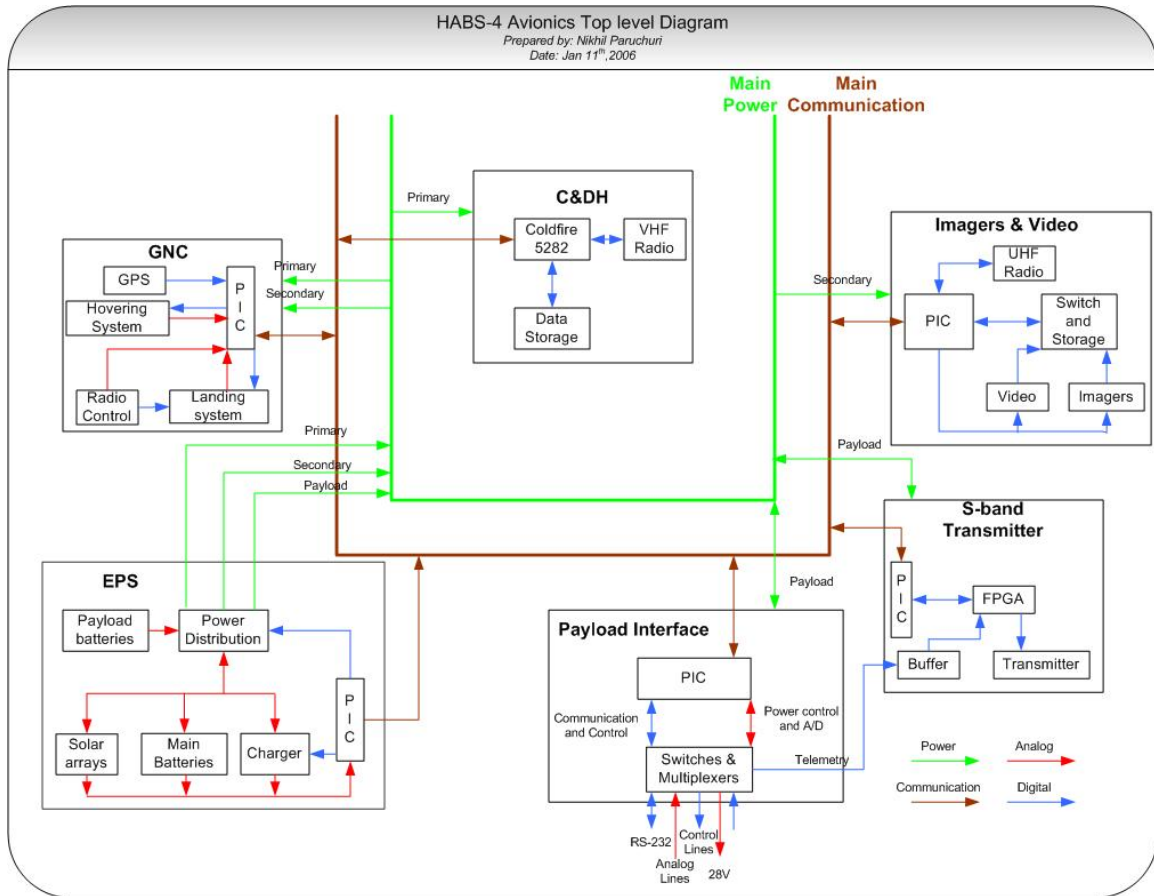 HABS-4 Avionics Top level Diagram
Prepared by: Nikhil Paruchuri
Date: Jan 11th,2006
Main
Power
Main
Communication
Primary
C&DH
Coldfire
5282
VHF
Radio
Data
Storage
GNC
GPS
Hovering
System
P
I
C
Radio
Control
Landing
system
Primary
Secondary
Imagers & Video
Secondary
UHF
Radio
PIC
Switch
and
Storage
Video
Imagers
Primary
Secondary
Payload
Payload
S-band
Transmitter
P
I
C
FPGA
Buffer
Transmitter
EPS
Payload
batteries
Power
Distribution
P
I
C
Solar
arrays
Main
Batteries
Charger
Payload
Payload Interface
PIC
Communication
and Control
Power control
and A/D
Switches &
Multiplexers
Telemetry
RS-232
Analog
Lines
Control
Lines
28V
Power
Analog
Communication
Digital